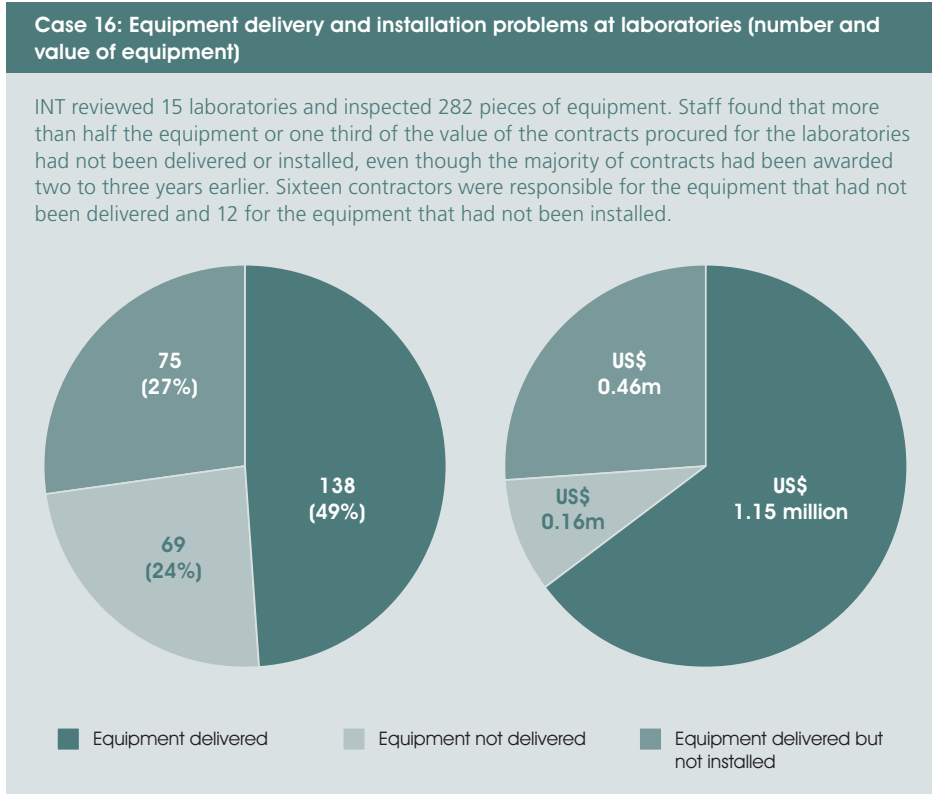 Case 16: Equipment delivery and installation problems at laboratories (number and
value of equipment)
INT reviewed 15 laboratories and inspected 282 pieces of equipment. Staff found that more
than half the equipment or one third of the value of the contracts procured for the laboratories
had not been delivered or installed, even though the majority of contracts had been awarded
two to three years earlier. Sixteen contractors were responsible for the equipment that had not
been delivered and 12 for the equipment that had not been installed.
75
(27%)
138
(49%)
69
(24%)
US$
0.46m
US$
0.16m
US$
1.15 million
Equipment delivered
Equipment not delivered
Equipment delivered but
not installed